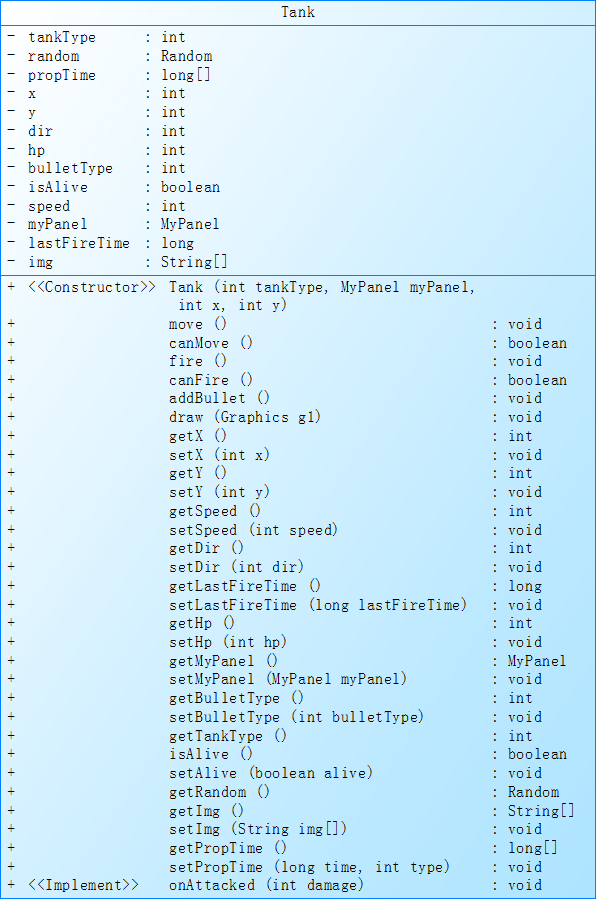 Tank
- tankType : int
- random : Random
- propTime : long[]
- x : int
- y : int
- dir : int
- hp : int
- bulletType : int
- isAlive : boolean
- speed : int
- myPanel : MyPanel
- lastFireTime : long
- img : String[]
+ <<Constructor>> Tank (int tankType, MyPanel myPanel,
int x, int y)
+ move () : void
+ canMove () : boolean
+ fire () : void
+ canFire () : boolean
+ addBullet () : void
+ draw (Graphics g1) : void
+ getX () : int
+ setX (int x) : void
+ getY () : int
+ setY (int y) : void
+ getSpeed () : int
+ setSpeed (int speed) : void
+ getDir () : int
+ setDir (int dir) : void
+ getLastFireTime () : long
+ setLastFireTime (long lastFireTime) : void
+ getHp () : int
+ setHp (int hp) : void
+ getMyPanel () : MyPanel
+ setMyPanel (MyPanel myPanel) : void
+ getBulletType () : int
+ setBulletType (int bulletType) : void
+ getTankType () : int
+ isAlive () : boolean
+ setAlive (boolean alive) : void
+ getRandom () : Random
+ getImg () : String[]
+ setImg (String img[]) : void
+ getPropTime () : long[]
+ setPropTime (long time, int type) : void
+ <<Implement>> onAttacked (int damage) : void